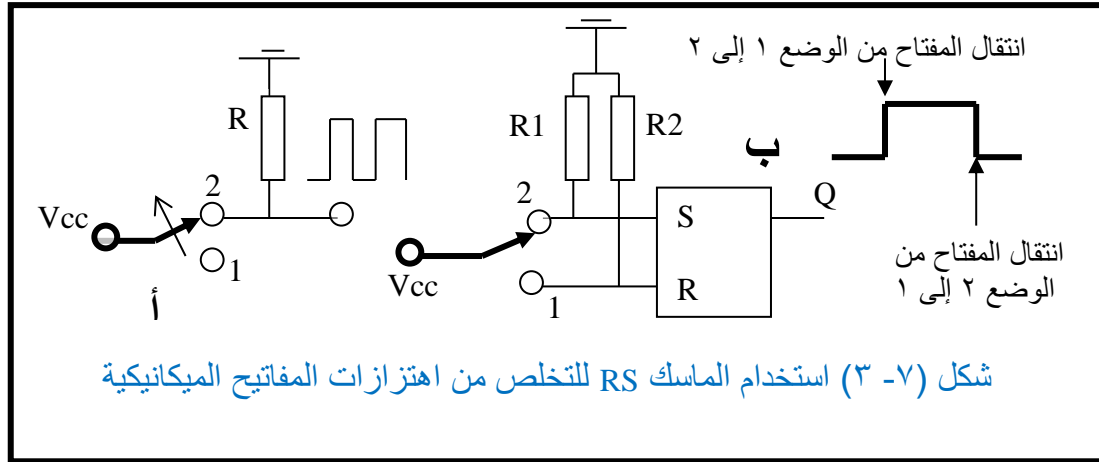 انتقال المفتاح من الوضع ١ إلى ٢
R
R1
R2
ب
2
Vcc
1
أ
2
Vcc
1
S
R
Q
انتقال المفتاح من
الوضع ٢ إلى ١
شكل (٧- ٣) استخدام الماسك RS للتخلص من اهتزازات المفاتيح الميكانيكية